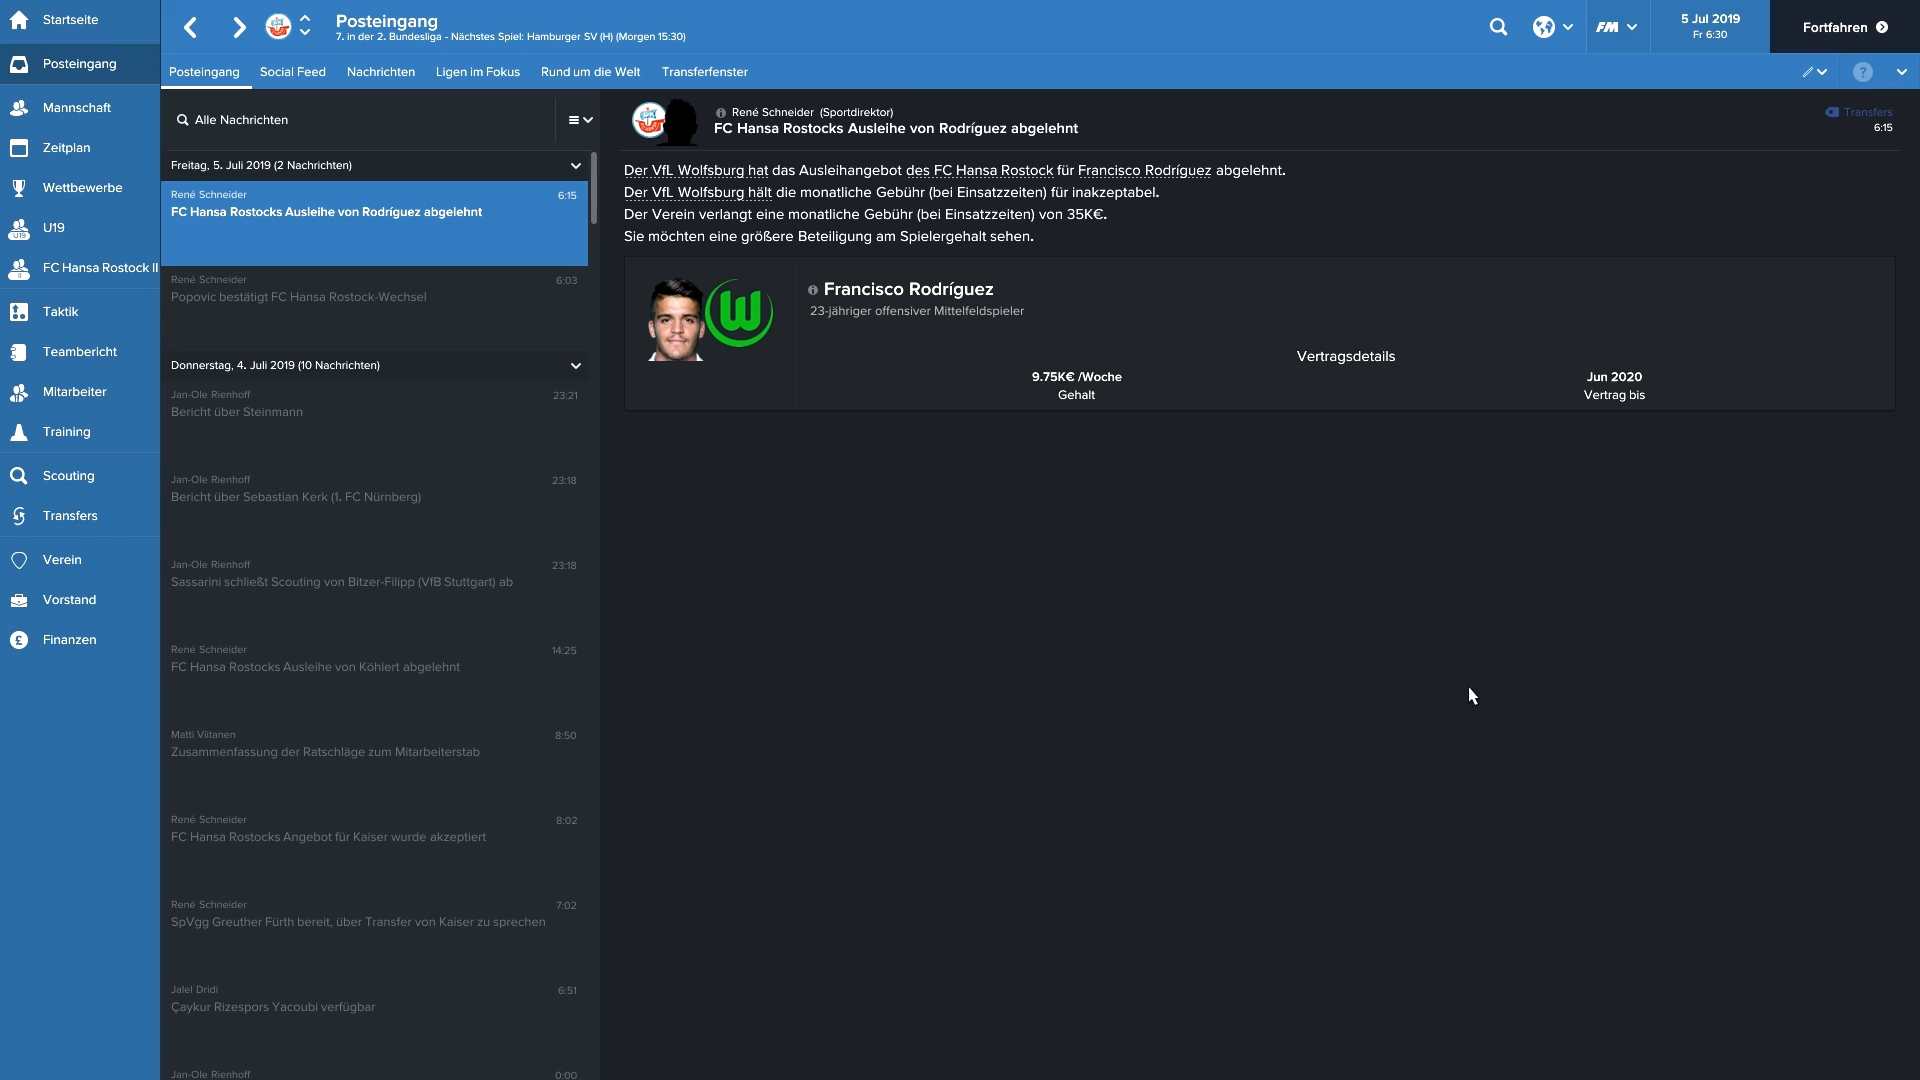 Startseite
Posteingang
Mannschaft
Zeitplan
Wettbewerbe
U19
U19
FC Hansa Rostock II
II
Taktik
Teambericht
Mitarbeiter
Training
Scouting
Transfers
Verein
Vorstand
£
Finanzen
Posteingang
7. in der 2. Bundesliga - Nächstes Spiel: Hamburger SV (H) (Morgen 15:30)
FM
5 Jul 2019
Fr 6:30
Fortfahren
Posteingang Social Feed Nachrichten Ligen im Fokus Rund um die Welt Transferfenster
?
Alle Nachrichten
Freitag, 5. Juli 2019 (2 Nachrichten)
René Schneider 6:15
FC Hansa Rostocks Ausleihe von Rodríguez abgelehnt
René Schneider 6:03
Popovic bestätigt FC Hansa Rostock-Wechsel
Donnerstag, 4. Juli 2019 (10 Nachrichten)
Jan-Ole Rienhoff 23:21
Bericht über Steinmann
Jan-Ole Rienhoff 23:18
Bericht über Sebastian Kerk (1. FC Nürnberg)
Jan-Ole Rienhoff 23:18
Sassarini schließt Scouting von Bitzer-Filipp (VfB Stuttgart) ab
René Schneider 14:25
FC Hansa Rostocks Ausleihe von Köhlert abgelehnt
Matti Viitanen 8:50
Zusammenfassung der Ratschläge zum Mitarbeiterstab
René Schneider 8:02
FC Hansa Rostocks Angebot für Kaiser wurde akzeptiert
René Schneider 7:02
SpVgg Greuther Fürth bereit, über Transfer von Kaiser zu sprechen
Jalel Dridi 6:51
Çaykur Rizespors Yacoubi verfügbar
Jan-Ole Rienhoff 0:00
René Schneider (Sportdirektor)
FC Hansa Rostocks Ausleihe von Rodríguez abgelehnt
Transfers
6:15
Der VfL Wolfsburg hat das Ausleihangebot des FC Hansa Rostock für Francisco Rodríguez abgelehnt.
Der VfL Wolfsburg hält die monatliche Gebühr (bei Einsatzzeiten) für inakzeptabel.
Der Verein verlangt eine monatliche Gebühr (bei Einsatzzeiten) von 35K€.
Sie möchten eine größere Beteiligung am Spielergehalt sehen.
W
Francisco Rodríguez
23-jähriger offensiver Mittelfeldspieler
Vertragsdetails
9.75K€ /Woche Jun 2020
Gehalt Vertrag bis